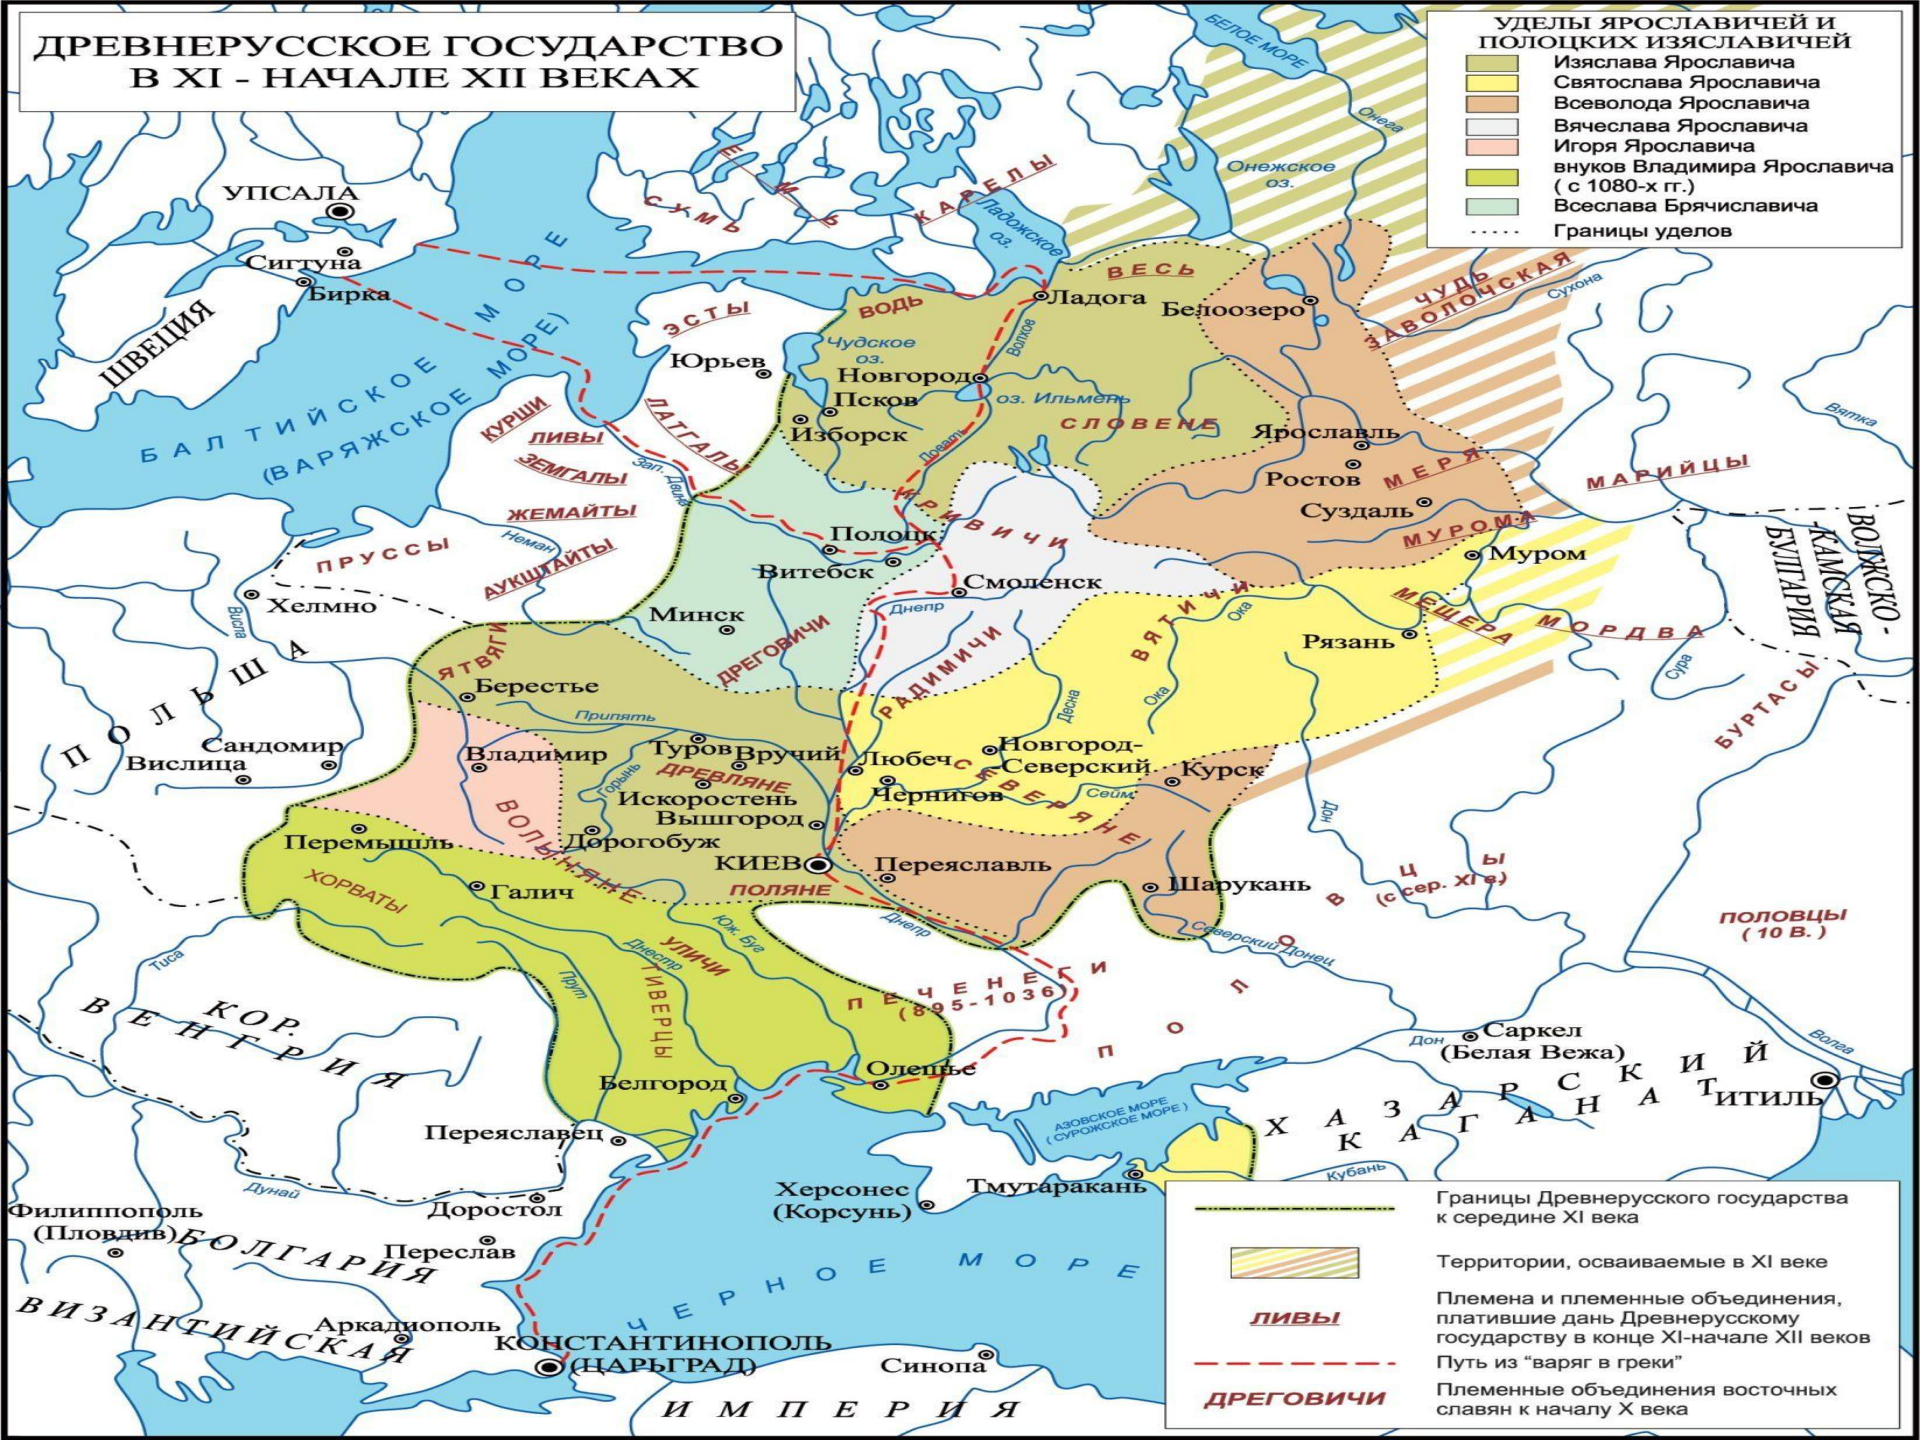 ДРЕВНЕРУССКОЕ ГОСУДАРСТВО
В XI - НАЧАЛЕ XII ВЕКАХ
УДЕЛЫ ЯРОСЛАВИЧЕЙ И
ПОЛОЦКИХ ИЗЯСЛАВИЧЕЙ
Изяслава Ярославича
Святослава Ярославича
Всеволода Ярославича
Вячеслава Ярославича
Игоря Ярославича
внуков Владимира Ярославича
( с 1080-х гг.)
Всеслава Брячиславича
Границы уделов
БЕЛОЕ МОРЕ
Онега
Онежское
оз.
ЕМЬ
СУМЬ
КАРЕЛЫ
Ладожское
оз.
УПСАЛА
Сигтуна
Бирка
ШВЕЦИЯ
БАЛТИЙСКОЕ МОРЕ
(ВАРЯЖСКОЕ МОРЕ)
ЭСТЫ
Юрьев
ВОДЬ
ВЕСЬ
Ладога
Белоозеро
ЧУДЬ
ЗАВОЛОЧСКАЯ
Сухона
Чудское
оз.
Волхов
Новгород
Псков
оз. Ильмень
Изборск
СЛОВЕНЕ
Ловать
КУРШИ
ЛИВЫ
ЛАТГАЛЬ
ЗЕМГАЛЫ
Зап. Двина
ЖЕМАЙТЫ
Неман
АУКШТАЙТЫ
ПРУССЫ
Ярославль
Ростов
МЕРЯ
Суздаль
МУРОМА
Муром
МАРИЙЦЫ
Вятка
ВОЛЖСКО-
-КАМСКАЯ
БУЛГАРИЯ
КРИВИЧИ
Полоцк
Витебск
Смоленск
Днепр
Минск
ДРЕГОВИЧИ
РАДИМИЧИ
ВЯТИЧИ
Ока
Ока
Рязань
МЕЩЕРА
МОРДВА
Сура
БУРТАСЫ
Хелмно
Висла
ПОЛЬША
ЯТВЯГИ
Берестье
Припять
Десна
Сандомир
Вислица
Владимир
Туров
Вручий
ДРЕВЛЯНЕ
Горынь
Искоростень
Вышгород
Любеч
Новгород-
Северский
Чернигов
СЕВЕРЯНЕ
Сейм
Курск
Дон
ВОЛЫНЯНЕ
Перемышль
Дорогобуж
КИЕВ
Переяславль
ХОРВАТЫ
Галич
ПОЛЯНЕ
Шарукань
ПОЛОВЦЫ
(с сер. XI в.)
ПОЛОВЦЫ
( 10 В. )
Днепр
Юж. Буг
Северский Донец
Тиса
Прут
Днестр
УЛИЧИ
ТИВЕРЦЫ
ПЕЧЕНЕГИ
(895-1036)
КОР.
ВЕНГРИЯ
Дон
Саркел
(Белая Вежа)
Волга
ИТИЛЬ
ХАЗАРСКИЙ
КАГАНАТ
Олешье
Белгород
АЗОВСКОЕ МОРЕ
( СУРОЖСКОЕ МОРЕ )
Переяславец
Тмутаракань
Кубань
Херсонес
(Корсунь)
Дунай
Доростол
Филиппополь
(Пловдив)
БОЛГАРИЯ
Переслав
ЧЕРНОЕ МОРЕ
Аркадиополь
КОНСТАНТИНОПОЛЬ
(ЦАРЬГРАД)
Синопа
ВИЗАНТИЙСКАЯ
ИМПЕРИЯ
Границы Древнерусского государства
к середине XI века
Территории, осваиваемые в XI веке
ЛИВЫ
Племена и племенные объединения,
платившие дань Древнерусскому
государству в конце XI-начале XII веков
Путь из “варяг в греки”
ДРЕГОВИЧИ
Племенные объединения восточных
славян к началу X века